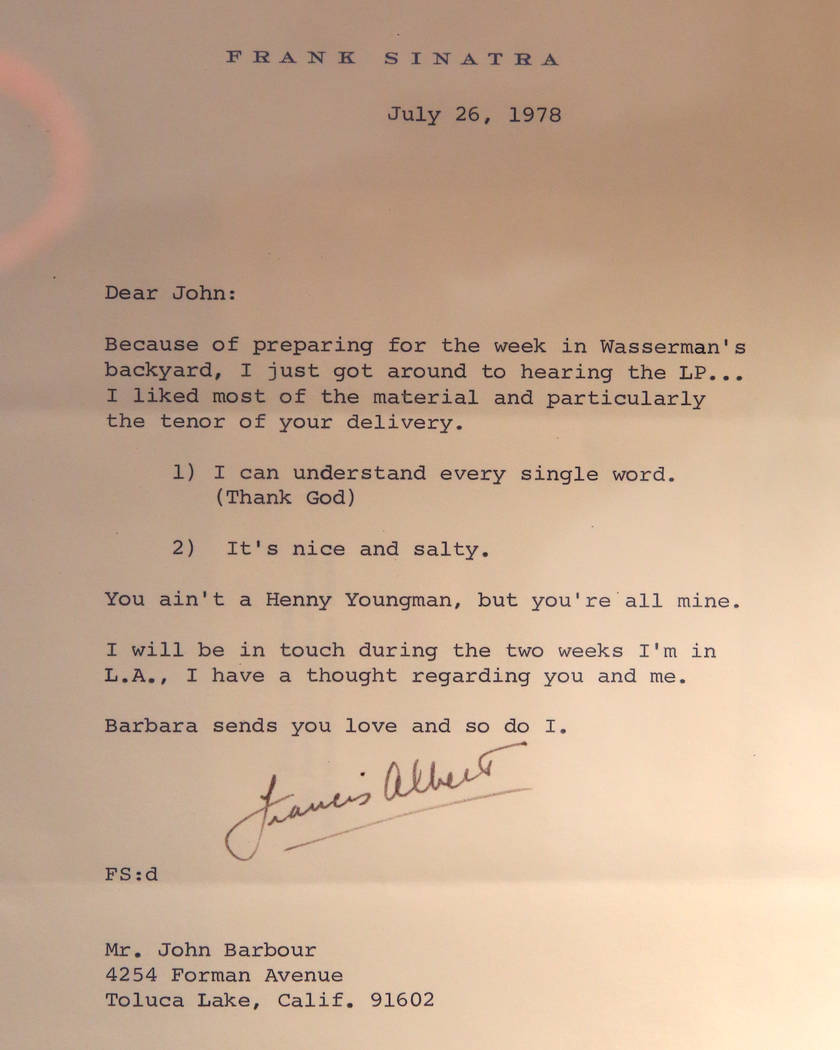 FRANK SINATRA
July 26, 1978
Dear John:
Because of preparing for the week in Wasserman's
backyard, I just got around to hearing the LP...
I liked most of the material and particularly
the tenor of your delivery.
1) I can understand every single word.
(Thank God)
2) It's nice and salty.
You ain't a Henny Youngman, but you're all mine.
I will be in touch during the two weeks I'm in
L.A., I have a thought regarding you and me.
Barbara sends you love and so do I.
Francis Albert
FS:d
Mr. John Barbour
4254 Forman Avenue
Toluca Lake, Calif. 91602